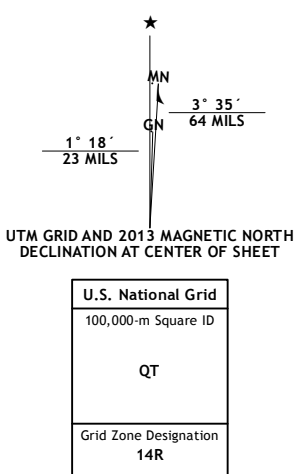 ★
MN
3° 35´
64 MILS
GN
1° 18´
23 MILS
UTM GRID AND 2013 MAGNETIC NORTH
DECLINATION AT CENTER OF SHEET
U.S. National Grid
100,000-m Square ID
QT
Grid Zone Designation
14R